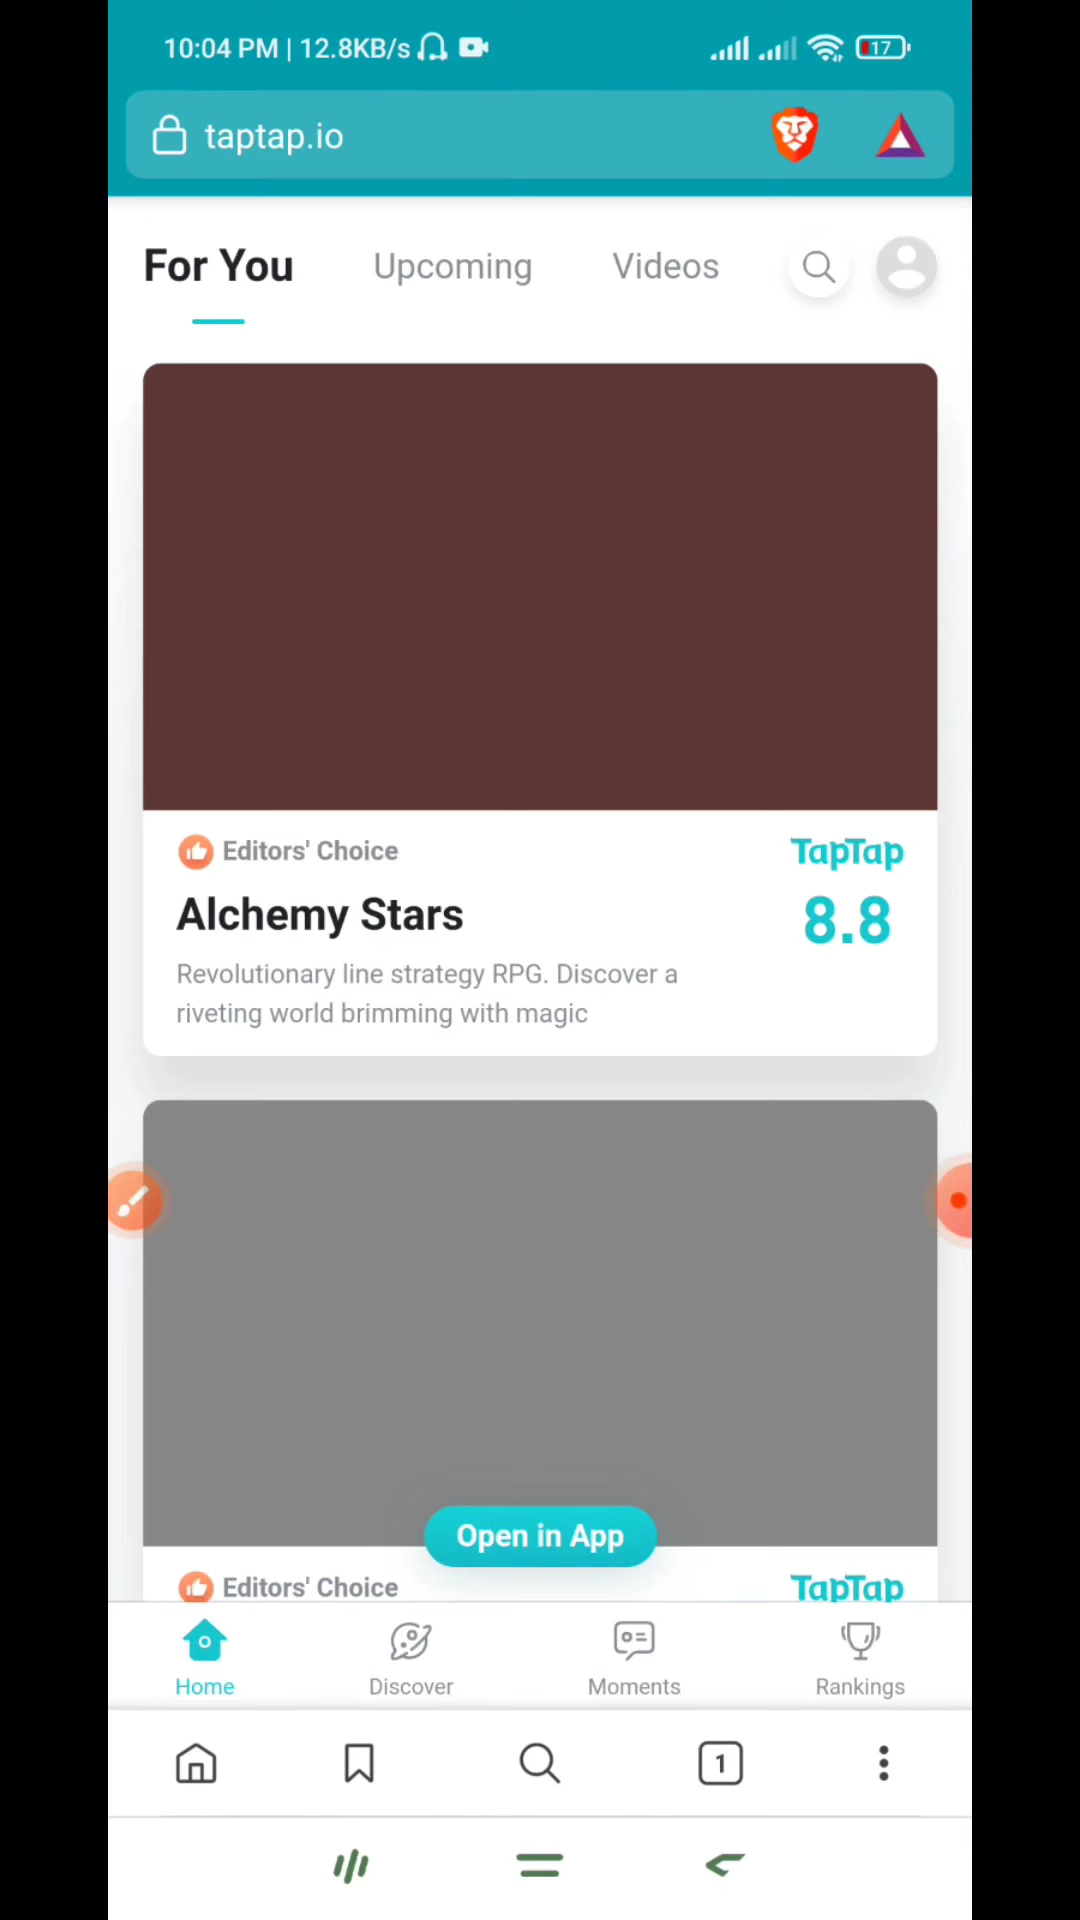 10:04 PM | 12.8KB/s 17
taptap.io
For You Upcoming Videos
Editors' Choice TapTap
Alchemy Stars 8.8
Revolutionary line strategy RPG. Discover a
riveting world brimming with magic
Open in App
Editors' Choice TapTap
Home Discover Moments Rankings
1